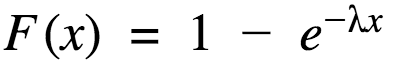 F(x) = 1 − e^{−λx}